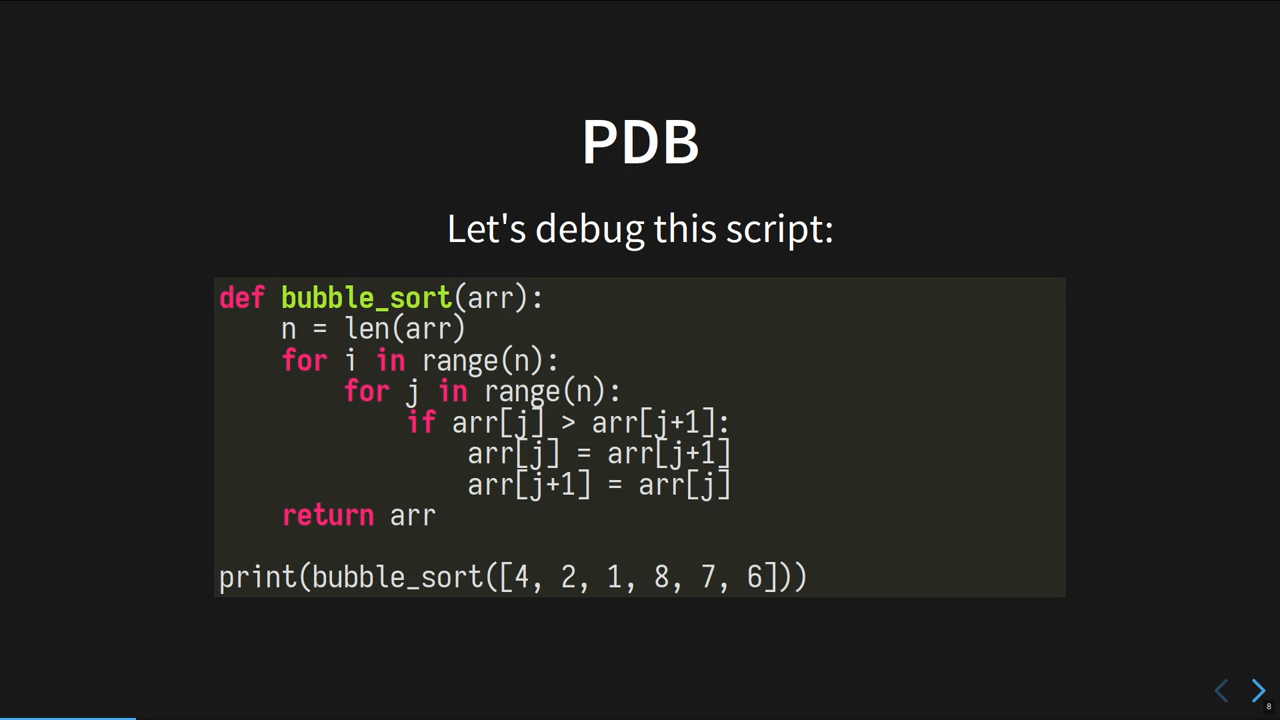 PDB
Let's debug this script:
def bubble_sort(arr):
    n = len(arr)
    for i in range(n):
        for j in range(n):
            if arr[j] > arr[j+1]:
                arr[j] = arr[j+1]
                arr[j+1] = arr[j]
    return arr
print(bubble_sort([4, 2, 1, 8, 7, 6]))
8